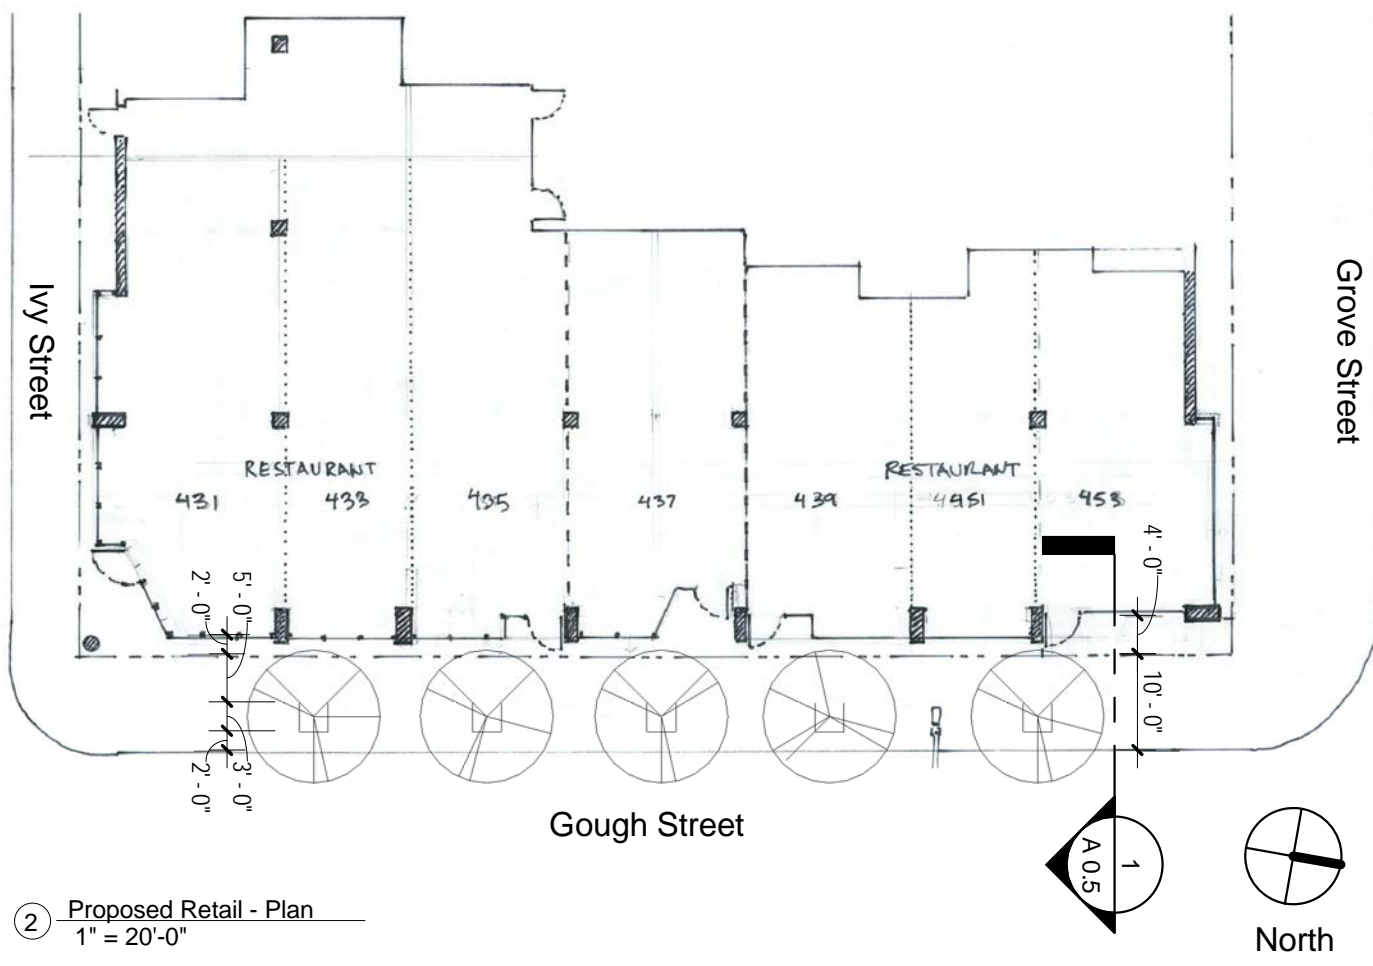 Ivy Street
Grove Street
RESTAURANT
RESTAURANT
431
433
435
437
439
451
453
2' - 0"
5' - 0"
4' - 0"
10' - 0"
2' - 0"
3' - 0"
Gough Street
1
A 0.5
North
2
Proposed Retail - Plan
1" = 20'-0"